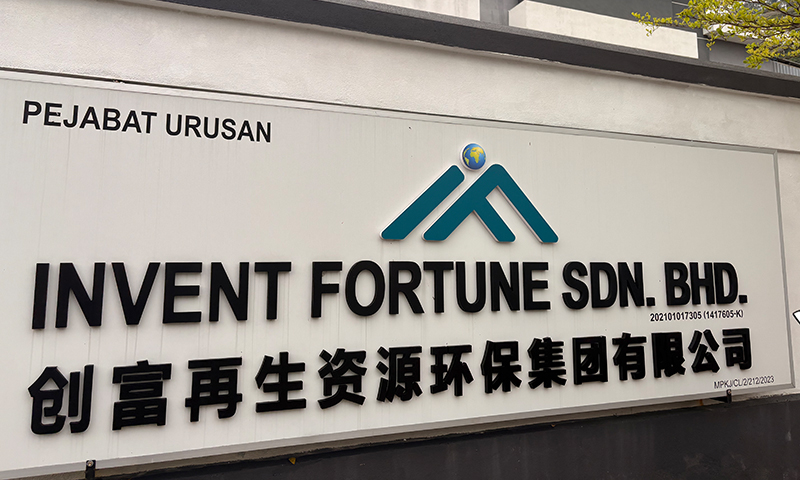 PEJABAT URUSAN
INVENT FORTUNE SDN. BHD.
202101017305 (1417605-K)
创富再生资源环保集团有限公司
MPKJ/CL/2/212/2023